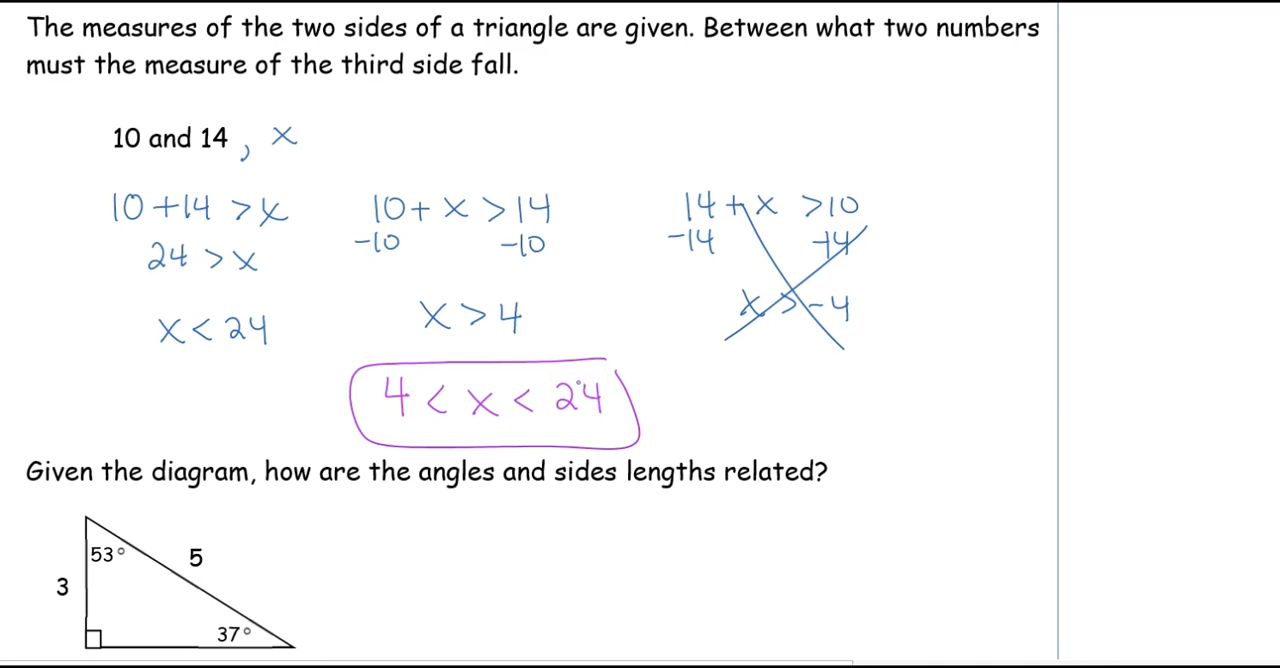 The measures of the two sides of a triangle are given. Between what two numbers
must the measure of the third side fall.
10 and 14 , x
10+14 >x 10+ x >14 14 + x >10
24 >x -10 -10 -14 -14
x < 24 x >4 x > -4
4 < x < 24
Given the diagram, how are the angles and sides lengths related?
53° 5
3
37°